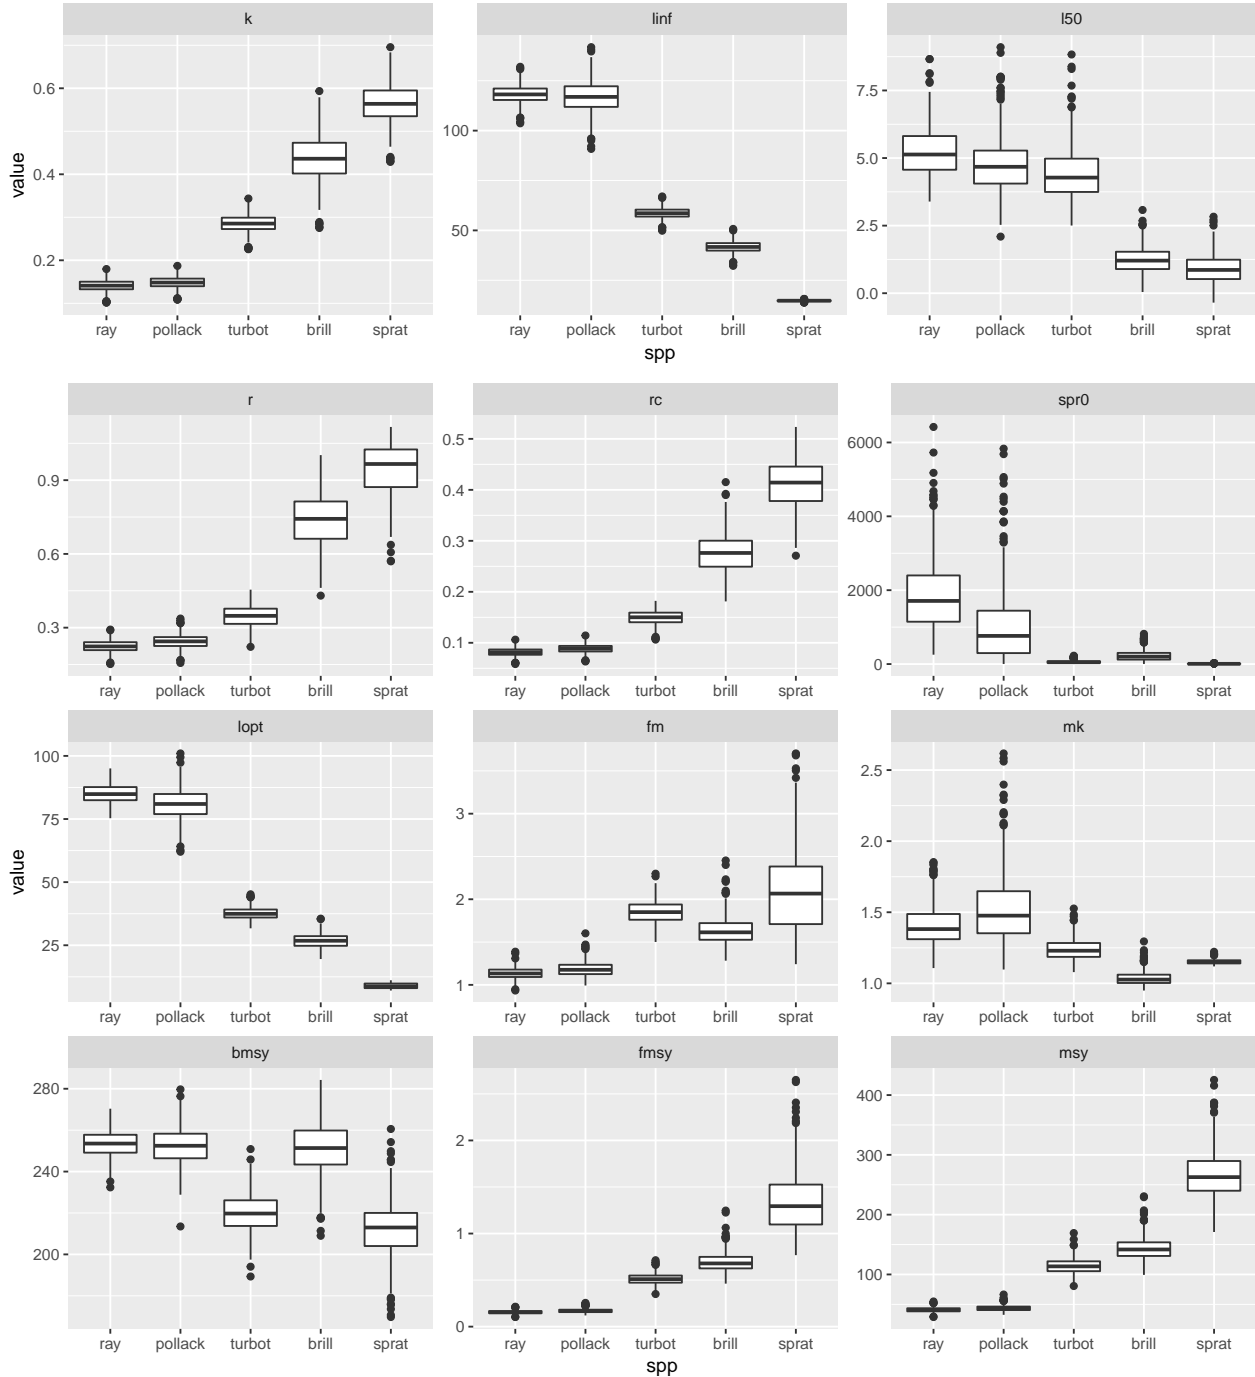 k linf l50
0.6 100 7.5
0.4 5.0
0.2 50 2.5
0.0
value
ray pollack turbot brill sprat ray pollack turbot brill sprat ray pollack turbot brill sprat
spp
r rc spr0
0.9 0.5 6000
0.6 0.4 4000
0.3 0.3 2000
0.2 0
0.1
ray pollack turbot brill sprat ray pollack turbot brill sprat ray pollack turbot brill sprat
lopt fm mk
100 3 2.5
75 2 2.0
50 1 1.5
25 1.0
value
ray pollack turbot brill sprat ray pollack turbot brill sprat ray pollack turbot brill sprat
bmsy fmsy msy
280 2 400
240 1 300
200 0 200
100
ray pollack turbot brill sprat ray pollack turbot brill sprat ray pollack turbot brill sprat
spp